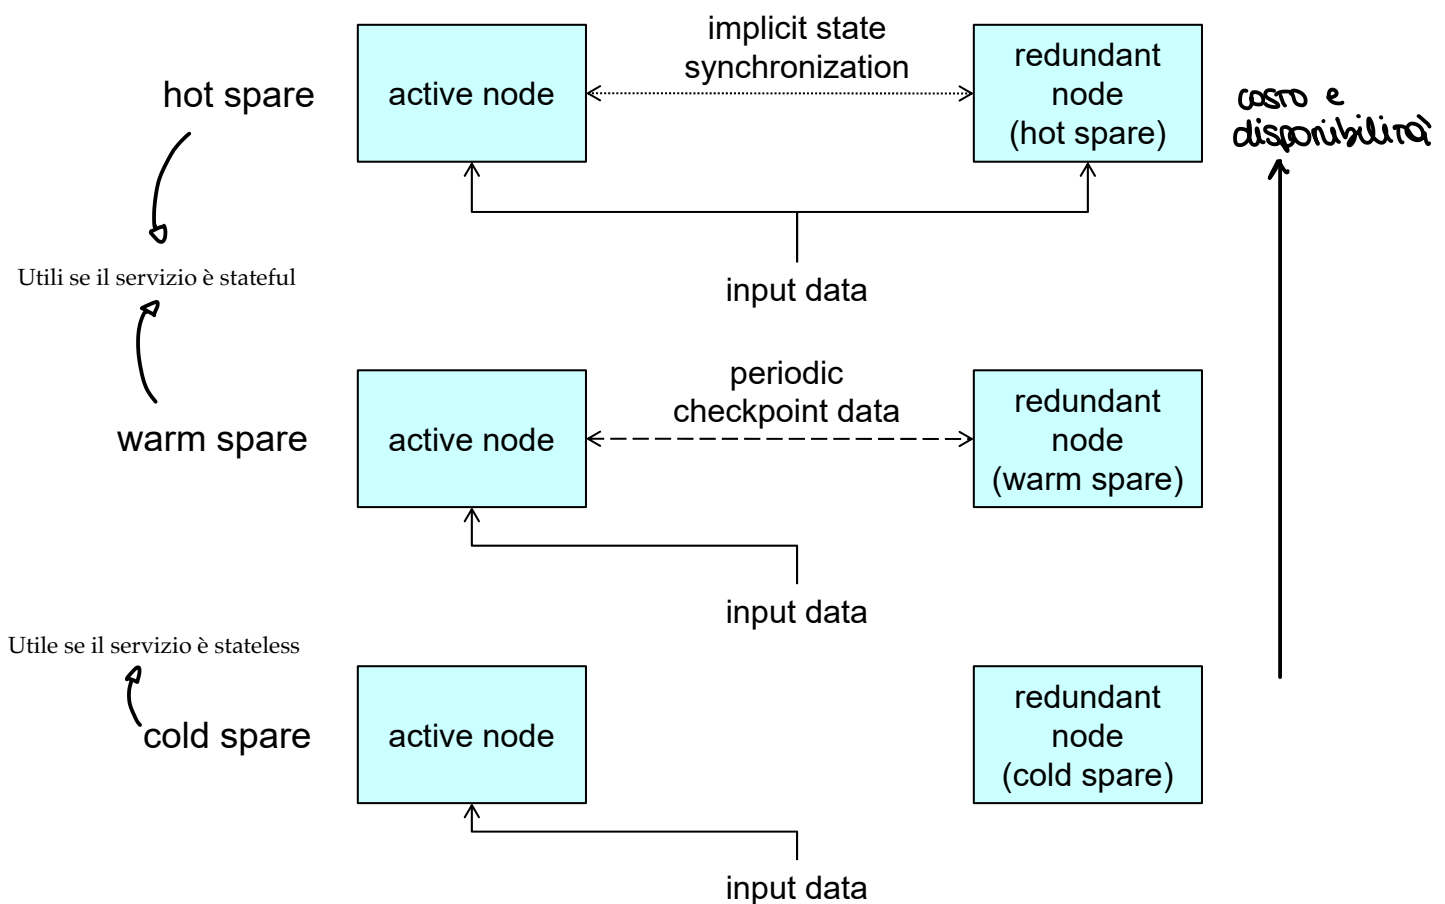 implicit state
synchronization
hot spare
active node
redundant
node
(hot spare)
costo e
disponibilità
input data
Utili se il servizio è stateful
periodic
checkpoint data
warm spare
active node
redundant
node
(warm spare)
input data
Utile se il servizio è stateless
cold spare
active node
redundant
node
(cold spare)
input data